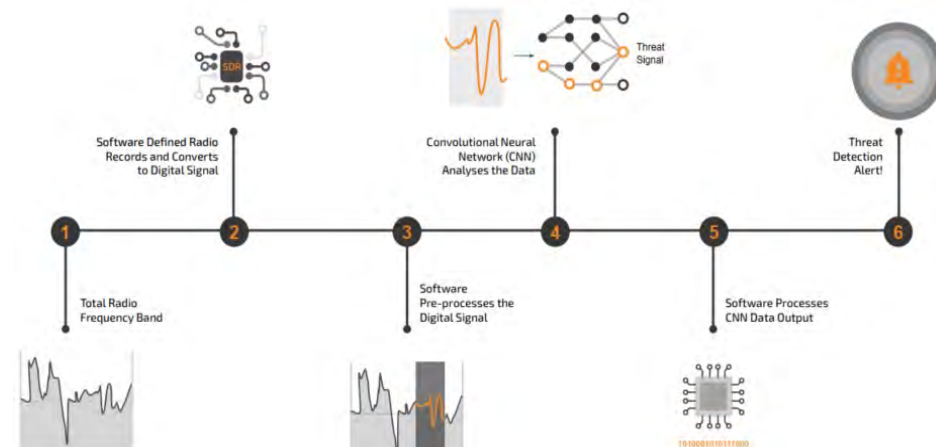 SDR
Threat
Signal
Software Defined Radio
Records and Converts
to Digital Signal
Convolutional Neural
Network (CNN)
Analyses the Data
Threat
Detection
Alert!
1
2
3
4
5
6
Total Radio
Frequency Band
Software
Pre-processes the
Digital Signal
Software Processes
CNN Data Output